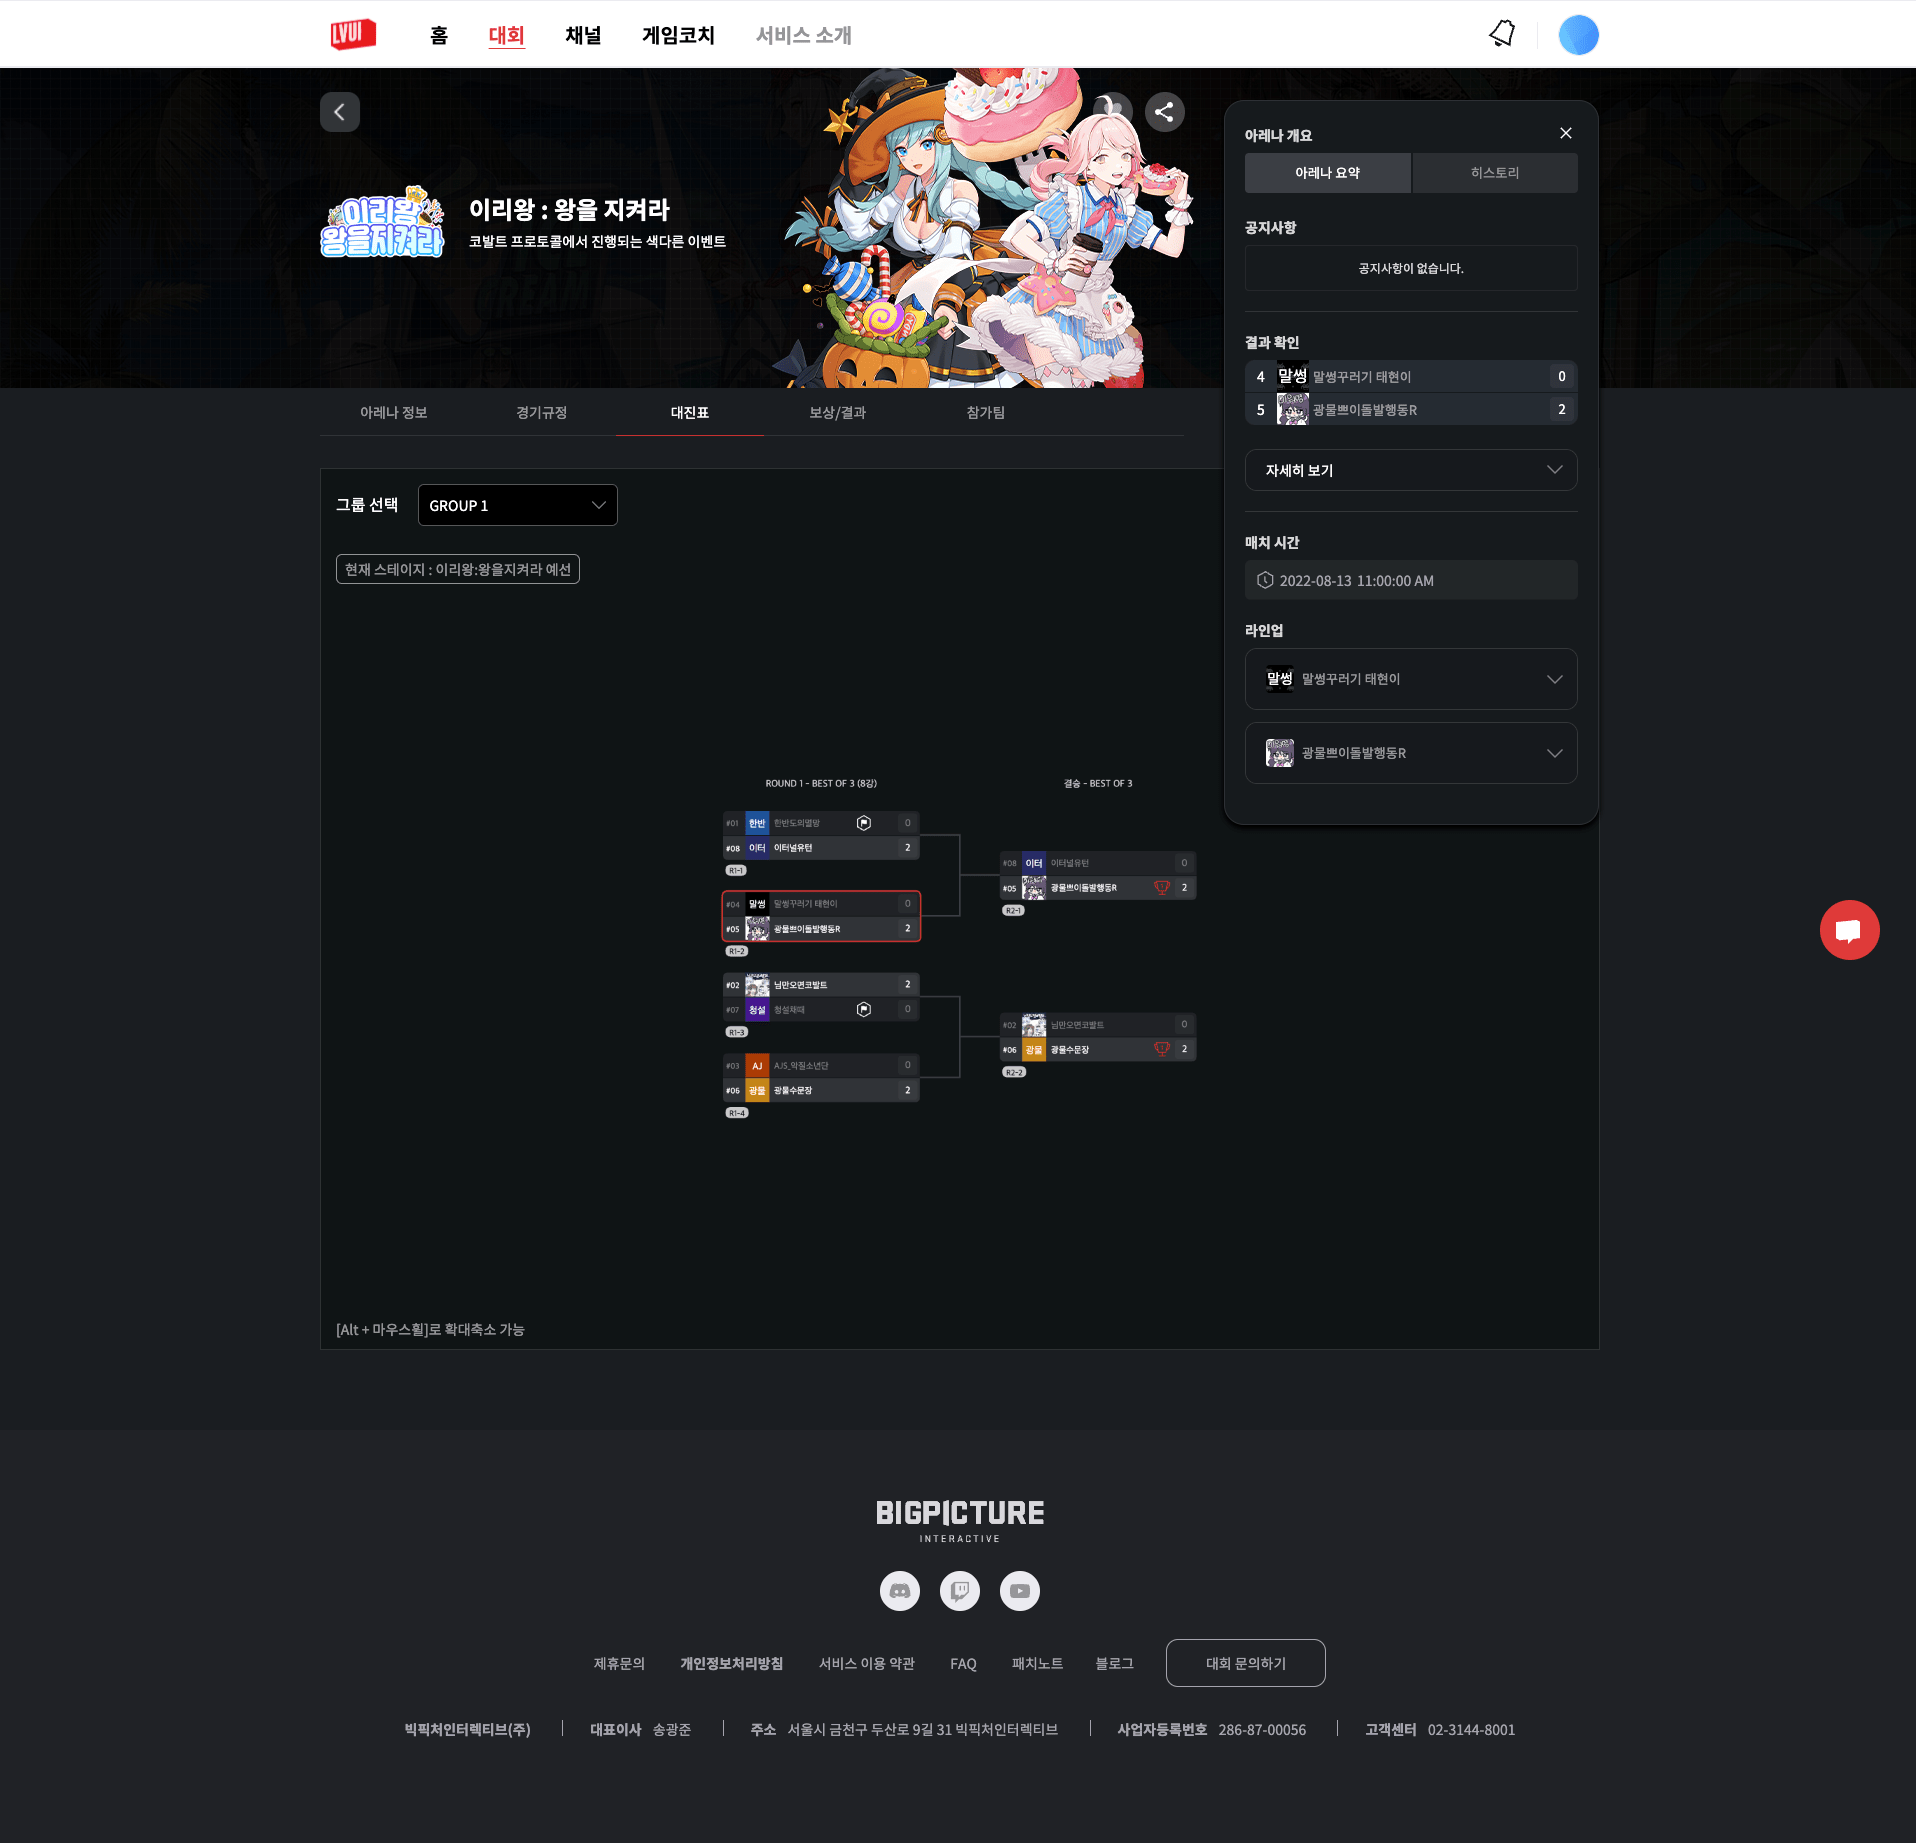 LVUP
홈
대회
채널
게임코치
서비스 소개
이리왕
왕을지켜라
이리왕 : 왕을 지켜라
코발트 프로토콜에서 진행되는 색다른 이벤트
아레나 정보
경기규정
대진표
보상/결과
참가팀
그룹 선택
GROUP 1
현재 스테이지 : 이리왕:왕을지켜라 예선
ROUND 1 - BEST OF 3 (8강)
#01 한반 한반도의멸망 0
#08 이터 이터널유턴 2
R1-1
#04 말썽 말썽꾸러기 태현이 0
#05 광물쁘이돌발행동R 2
R1-2
#02 님만오면코발트 2
#07 청설 청설채때 0
R1-3
#03 AJ AJS_악질소년단 0
#06 광물 광물수문장 2
R1-4
결승 - BEST OF 3
#08 이터 이터널유턴 0
#05 광물쁘이돌발행동R 2
R2-1
#02 님만오면코발트 0
#06 광물 광물수문장 2
R2-2
[Alt + 마우스휠]로 확대축소 가능
아레나 개요
아레나 요약
히스토리
공지사항
공지사항이 없습니다.
결과 확인
4 말썽 말썽꾸러기 태현이 0
5 광물쁘이돌발행동R 2
자세히 보기
매치 시간
2022-08-13 11:00:00 AM
라인업
말썽 말썽꾸러기 태현이
광물쁘이돌발행동R
BIGPICTURE
INTERACTIVE
제휴문의
개인정보처리방침
서비스 이용 약관
FAQ
패치노트
블로그
대회 문의하기
빅픽처인터렉티브(주)
대표이사 송광준
주소 서울시 금천구 두산로 9길 31 빅픽처인터렉티브
사업자등록번호 286-87-00056
고객센터 02-3144-8001